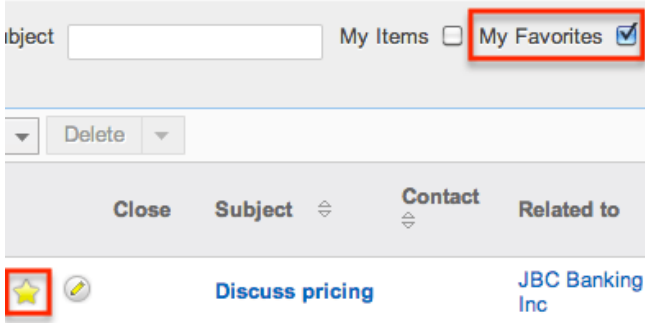 bject My Items My Favorites
Delete
Close Subject Contact Related to
Discuss pricing JBC Banking
Inc